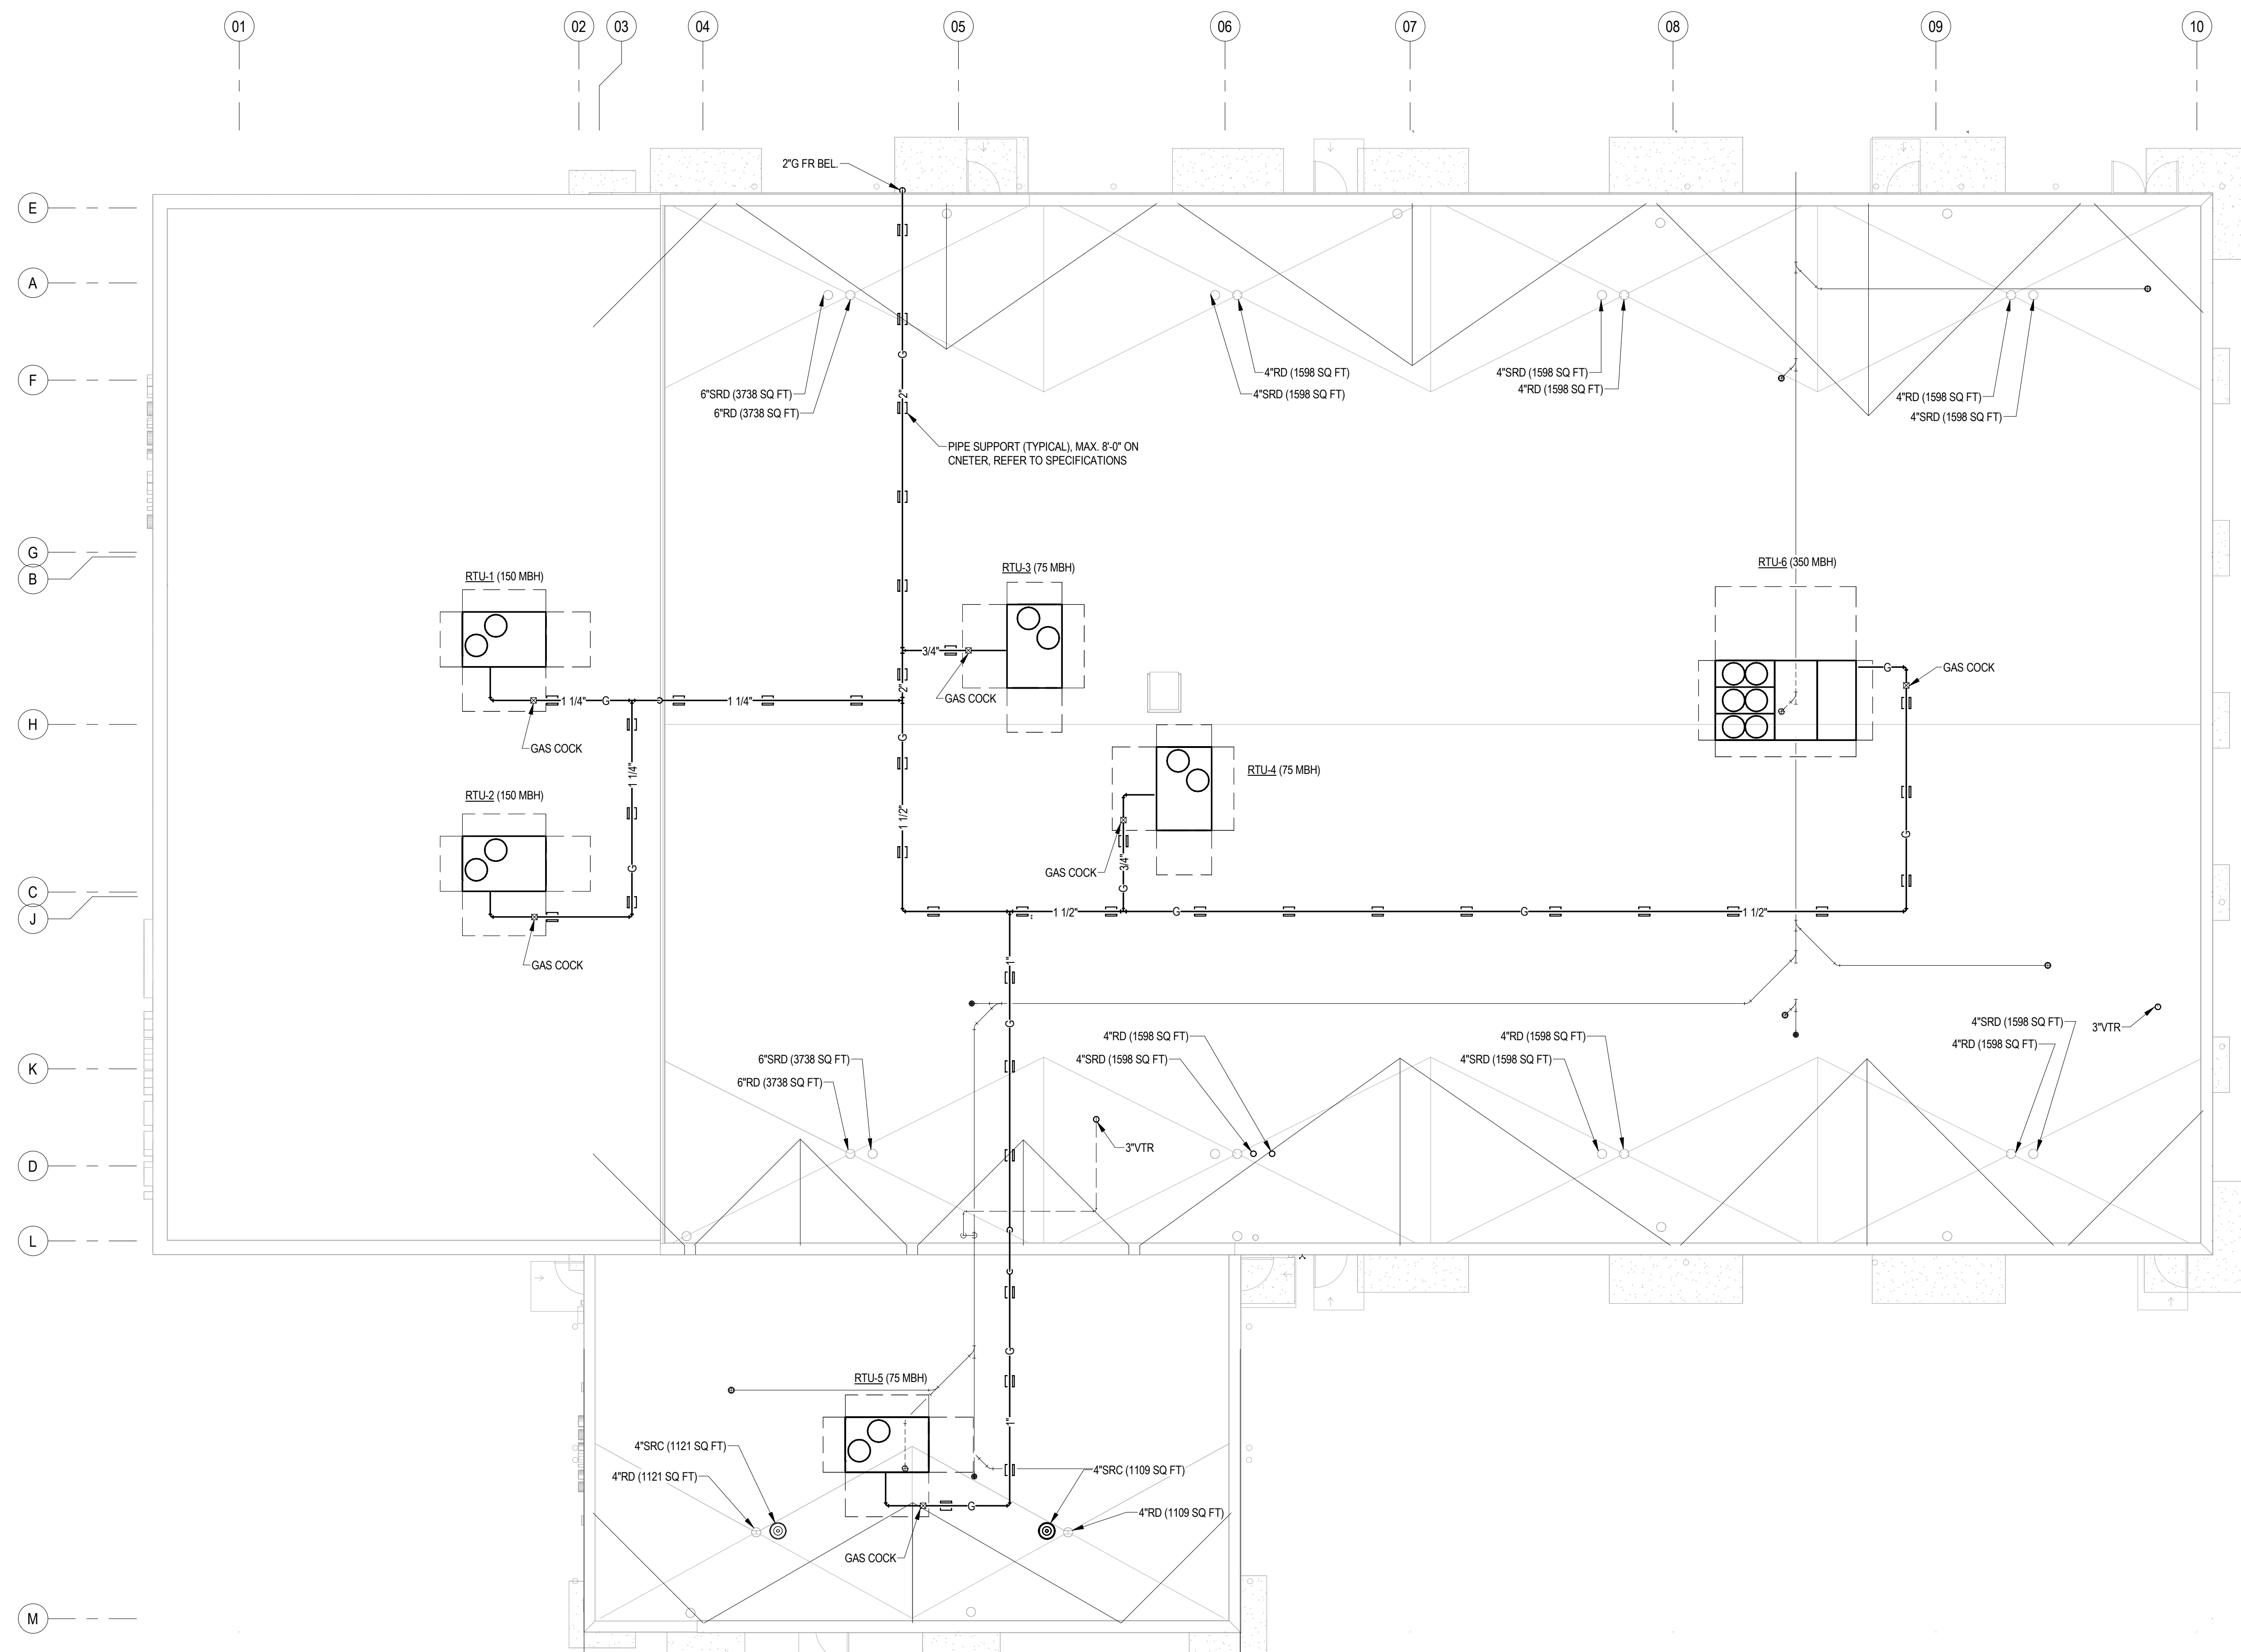 01
02
03
04
05
06
07
08
09
10
E
A
F
G
B
H
C
J
K
D
L
M
2"G FR BEL.
G
2"
6"SRD (3738 SQ FT)
6"RD (3738 SQ FT)
4"RD (1598 SQ FT)
4"SRD (1598 SQ FT)
4"SRD (1598 SQ FT)
4"RD (1598 SQ FT)
4"RD (1598 SQ FT)
4"SRD (1598 SQ FT)
PIPE SUPPORT (TYPICAL), MAX. 8'-0" ON
CNETER, REFER TO SPECIFICATIONS
RTU-1 (150 MBH)
RTU-3 (75 MBH)
RTU-6 (350 MBH)
3/4"
GAS COCK
2"
G
GAS COCK
1 1/4"
G
1 1/4"
GAS COCK
G
1 1/4"
RTU-4 (75 MBH)
RTU-2 (150 MBH)
1 1/2"
G
G
GAS COCK
3/4"
G
1 1/2"
G
G
1 1/2"
GAS COCK
1"
G
6"SRD (3738 SQ FT)
6"RD (3738 SQ FT)
4"RD (1598 SQ FT)
4"SRD (1598 SQ FT)
4"RD (1598 SQ FT)
4"SRD (1598 SQ FT)
4"SRD (1598 SQ FT)
4"RD (1598 SQ FT)
3"VTR
3"VTR
G
RTU-5 (75 MBH)
1"
4"SRC (1121 SQ FT)
4"RD (1121 SQ FT)
4"SRC (1109 SQ FT)
G
4"RD (1109 SQ FT)
GAS COCK